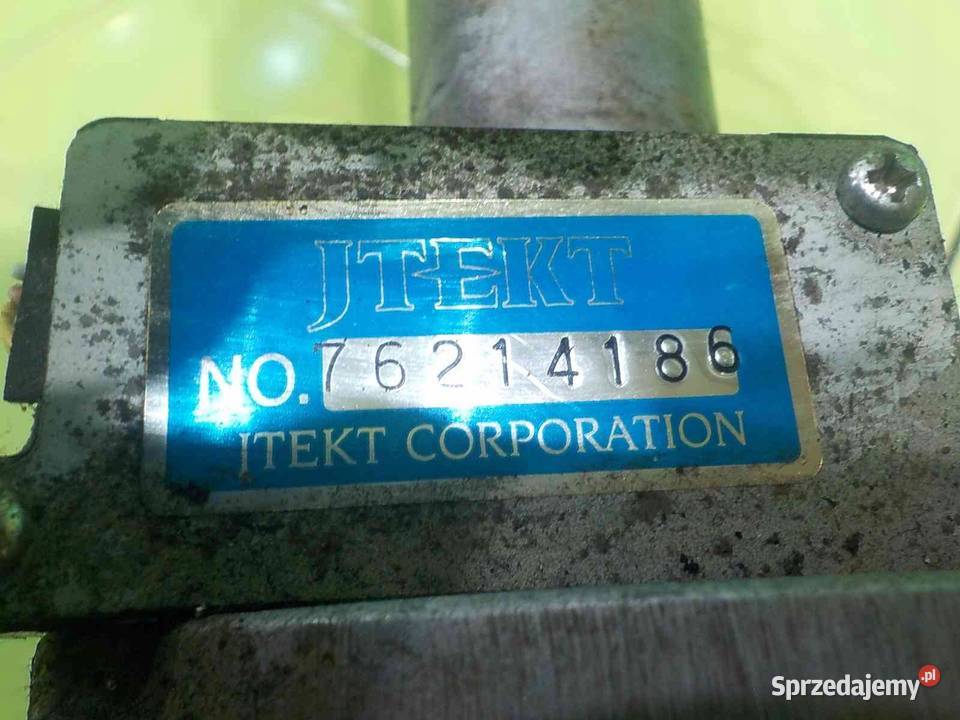 JTEKT
NO. 76214186
JTEKT CORPORATION
Sprzedajemy.pl